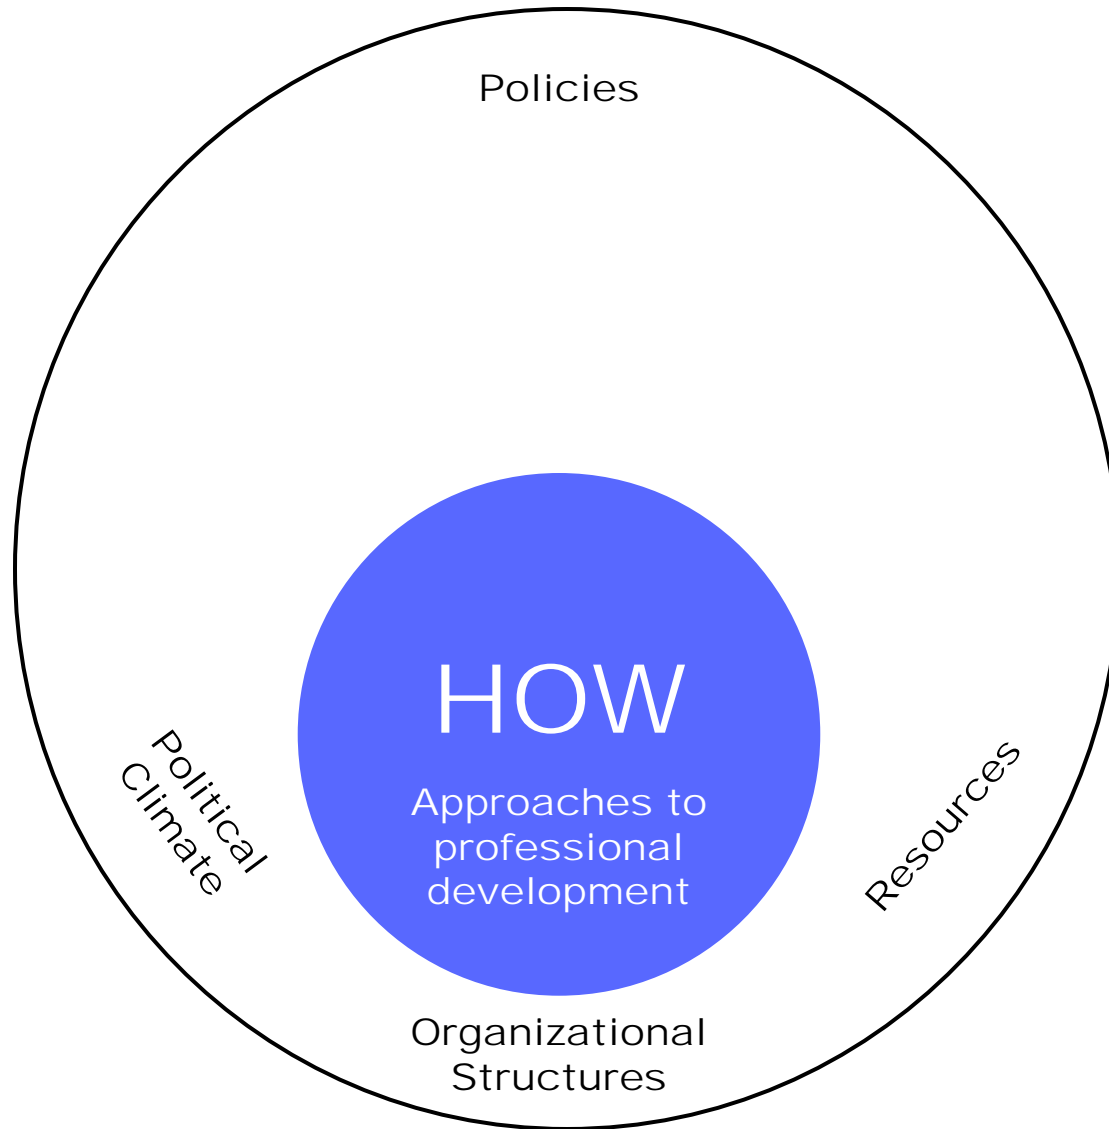 Policies
HOW
Approaches to
professional
development
Political
Climate
Resources
Organizational
Structures